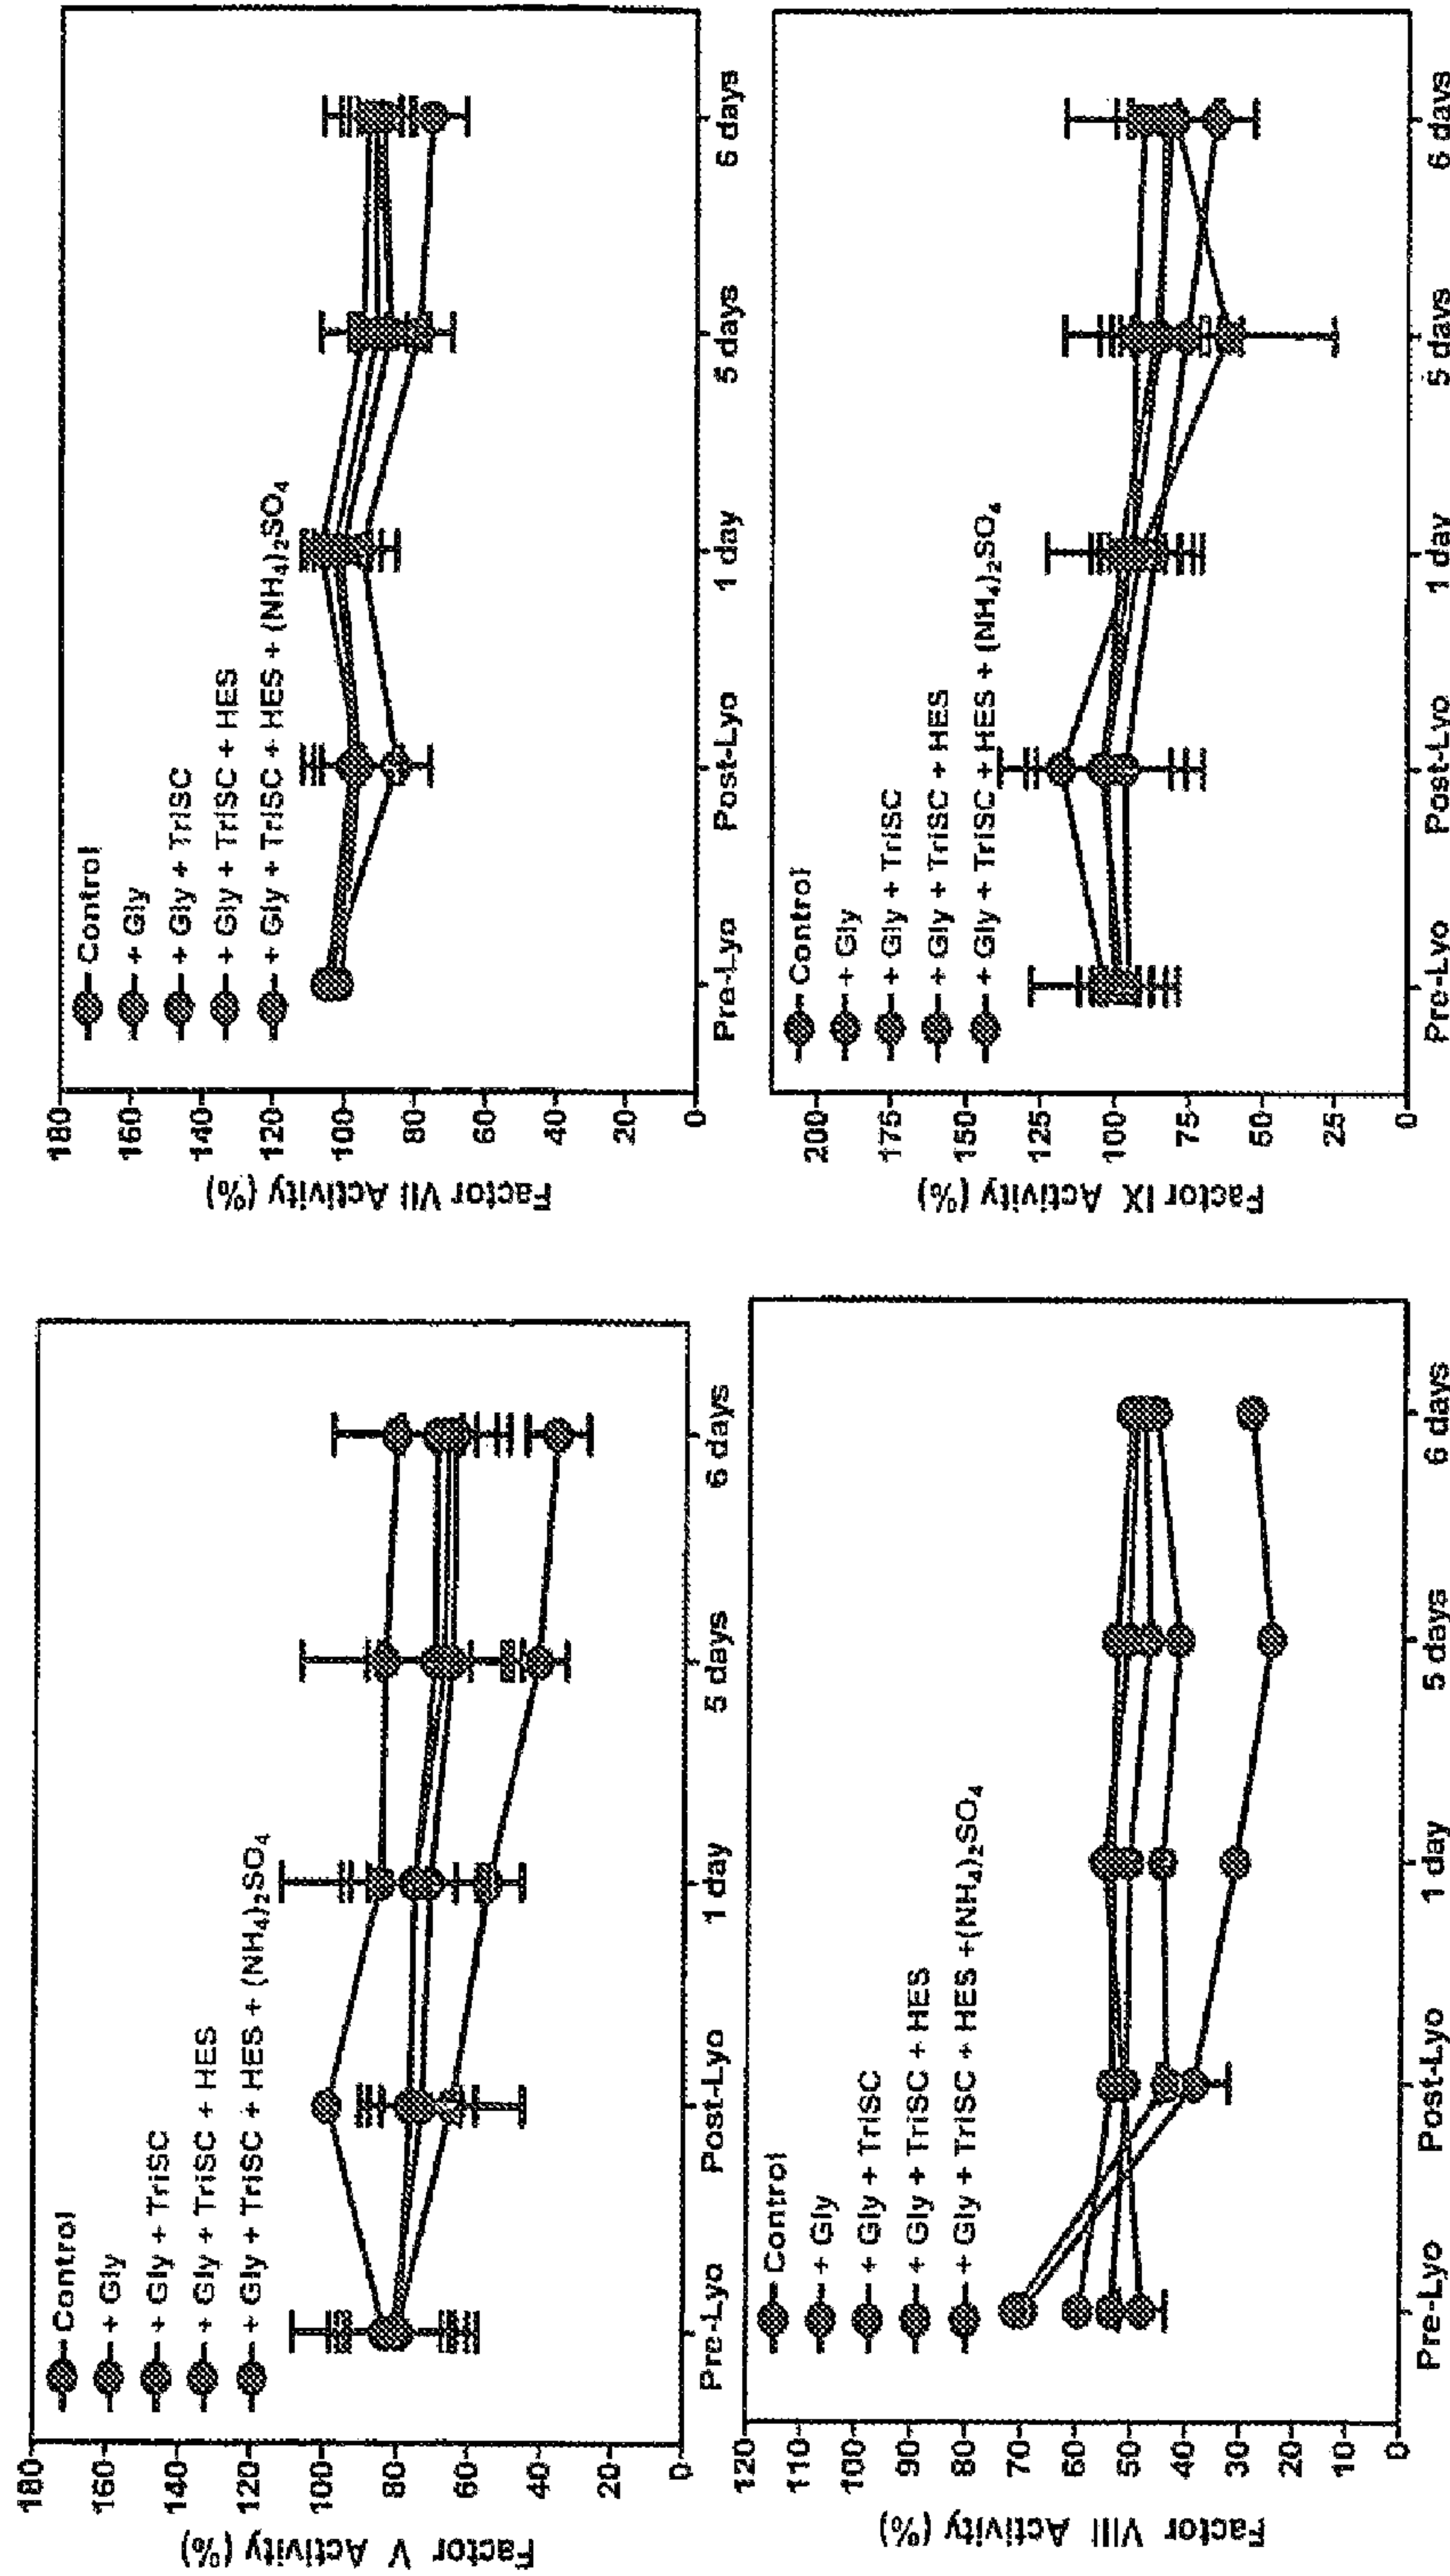 Factor V Activity (%)
180
160
140
120
100
80
60
40
20
0
Control
+ Gly
+ Gly + TriSC
+ Gly + TriSC + HES
+ Gly + TriSC + HES + (NH₄)₂SO₄
Pre-Lyo Post-Lyo 1 day 5 days 6 days
Factor VII Activity (%)
180
160
140
120
100
80
60
40
20
0
Control
+ Gly
+ Gly + TriSC
+ Gly + TriSC + HES
+ Gly + TriSC + HES + (NH₄)₂SO₄
Pre-Lyo Post-Lyo 1 day 5 days 6 days
Factor VIII Activity (%)
120
110
100
90
80
70
60
50
40
30
20
10
0
Control
+ Gly
+ Gly + TriSC
+ Gly + TriSC + HES
+ Gly + TriSC + HES +(NH₄)₂SO₄
Pre-Lyo Post-Lyo 1 day 5 days 6 days
Factor IX Activity (%)
200
175
150
125
100
75
50
25
0
Control
+ Gly
+ Gly + TriSC
+ Gly + TriSC + HES
+ Gly + TriSC + HES + (NH₄)₂SO₄
Pre-Lyo Post-Lyo 1 day 5 days 6 days